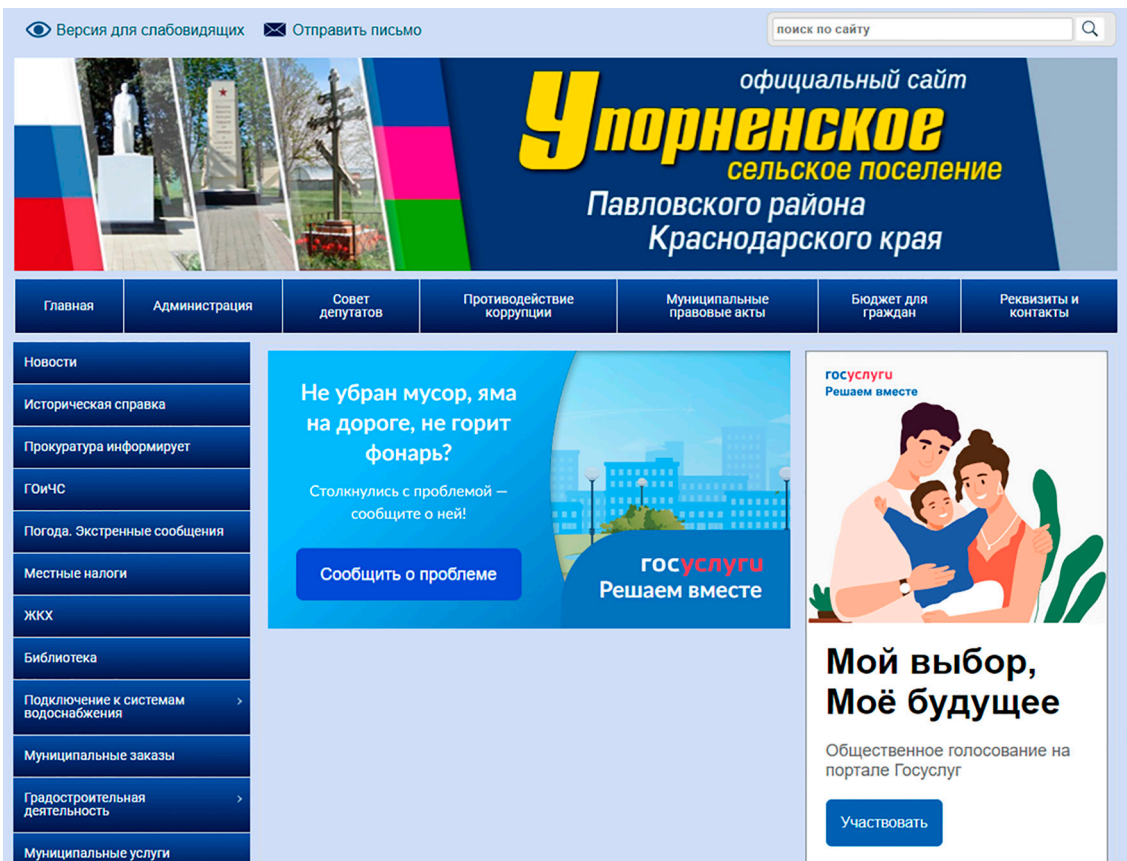 Версия для слабовидящих
Отправить письмо
поиск по сайту
официальный сайт
Упорненское
сельское поселение
Павловского района
Краснодарского края
Главная
Администрация
Совет
депутатов
Противодействие
коррупции
Муниципальные
правовые акты
Бюджет для
граждан
Реквизиты и
контакты
Новости
Историческая справка
Прокуратура информирует
ГОиЧС
Погода. Экстренные сообщения
Местные налоги
ЖКХ
Библиотека
Подключение к системам
водоснабжения
Муниципальные заказы
Градостроительная
деятельность
Муниципальные услуги
Не убран мусор, яма
на дороге, не горит
фонарь?
Столкнулись с проблемой —
сообщите о ней!
Сообщить о проблеме
госуслуги
Решаем вместе
госуслуги
Решаем вместе
Мой выбор,
Моё будущее
Общественное голосование на
портале Госуслуг
Участвовать